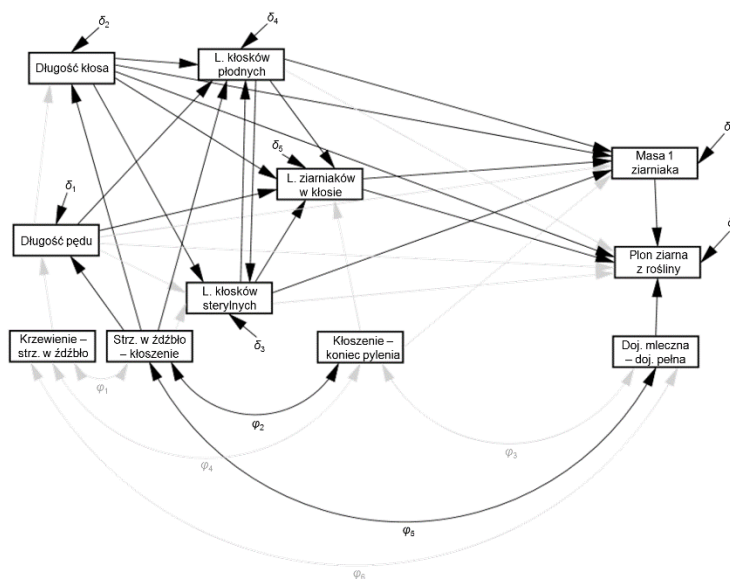 δ2
δ4
Długość kłosa
L. kłosków
płodnych
δ5
L. ziarniaków
w kłosie
Masa 1
ziarniaka
δ
δ1
Długość pędu
Plon ziarna
z rośliny
δ
L. kłosków
sterylnych
δ3
Krzewienie –
strz. w źdźbło
Strz. w źdźbło
– kłoszenie
Kłoszenie –
koniec pylenia
Doj. mleczna
– doj. pełna
φ1
φ2
φ3
φ4
φ5
φ6